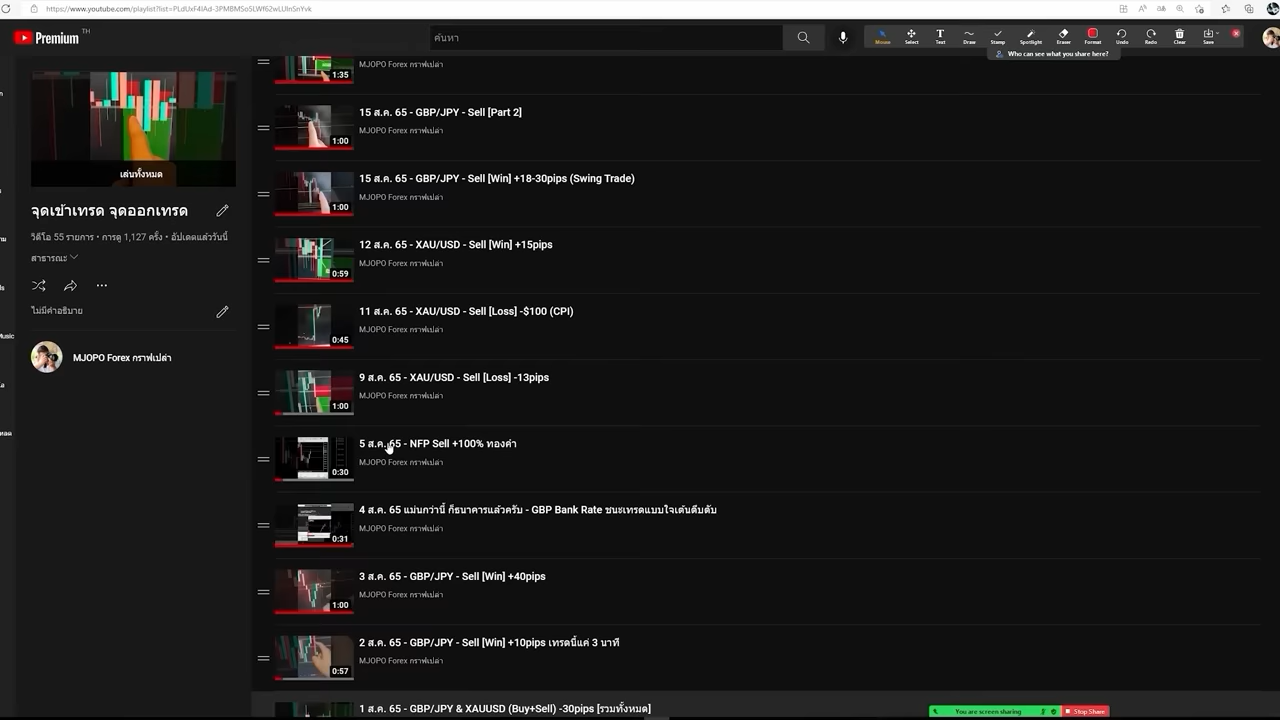 https://www.youtube.com/playlist?list=PLdUxF4IAd-3PMBMSoSLWf62wLUlnSnYvk
Premium TH
ค้นหา
Mouse Select Text Draw Stamp Spotlight Eraser Format Undo Redo Clear Save
Who can see what you share here?
เล่นทั้งหมด
จุดเข้าเทรด จุดออกเทรด
วิดีโอ 55 รายการ • การดู 1,127 ครั้ง • อัปเดตแล้ววันนี้
สาธารณะ
ไม่มีคำอธิบาย
MJOPO Forex กราฟเปล่า
1:35
MJOPO Forex กราฟเปล่า
1:00
15 ส.ค. 65 - GBP/JPY - Sell [Part 2]
MJOPO Forex กราฟเปล่า
1:00
15 ส.ค. 65 - GBP/JPY - Sell [Win] +18-30pips (Swing Trade)
MJOPO Forex กราฟเปล่า
0:59
12 ส.ค. 65 - XAU/USD - Sell [Win] +15pips
MJOPO Forex กราฟเปล่า
0:45
11 ส.ค. 65 - XAU/USD - Sell [Loss] -$100 (CPI)
MJOPO Forex กราฟเปล่า
1:00
9 ส.ค. 65 - XAU/USD - Sell [Loss] -13pips
MJOPO Forex กราฟเปล่า
0:30
5 ส.ค. 65 - NFP Sell +100% ทองคำ
MJOPO Forex กราฟเปล่า
0:31
4 ส.ค. 65 แม่นกว่านี้ ก็ธนาคารแล้วครับ - GBP Bank Rate ชนะเทรดแบบใจเต้นตึบตับ
MJOPO Forex กราฟเปล่า
1:00
3 ส.ค. 65 - GBP/JPY - Sell [Win] +40pips
MJOPO Forex กราฟเปล่า
0:57
2 ส.ค. 65 - GBP/JPY - Sell [Win] +10pips เทรดนี้แค่ 3 นาที
MJOPO Forex กราฟเปล่า
1 ส.ค. 65 - GBP/JPY & XAUUSD (Buy+Sell) -30pips [รวมทั้งหมด]
You are screen sharing
Stop Share